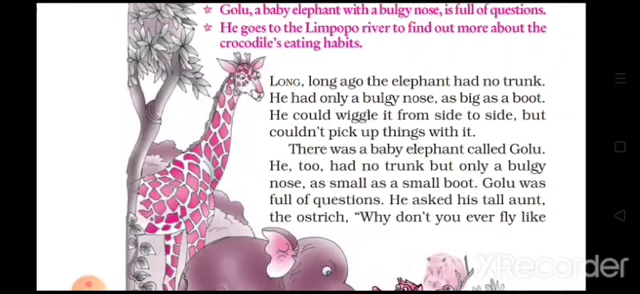 ☆ Golu, a baby elephant with a bulgy nose, is full of questions.
☆ He goes to the Limpopo river to find out more about the
crocodile's eating habits.
LONG, long ago the elephant had no trunk.
He had only a bulgy nose, as big as a boot.
He could wiggle it from side to side, but
couldn't pick up things with it.
There was a baby elephant called Golu.
He, too, had no trunk but only a bulgy
nose, as small as a small boot. Golu was
full of questions. He asked his tall aunt,
the ostrich, “Why don't you ever fly like
XRecorder